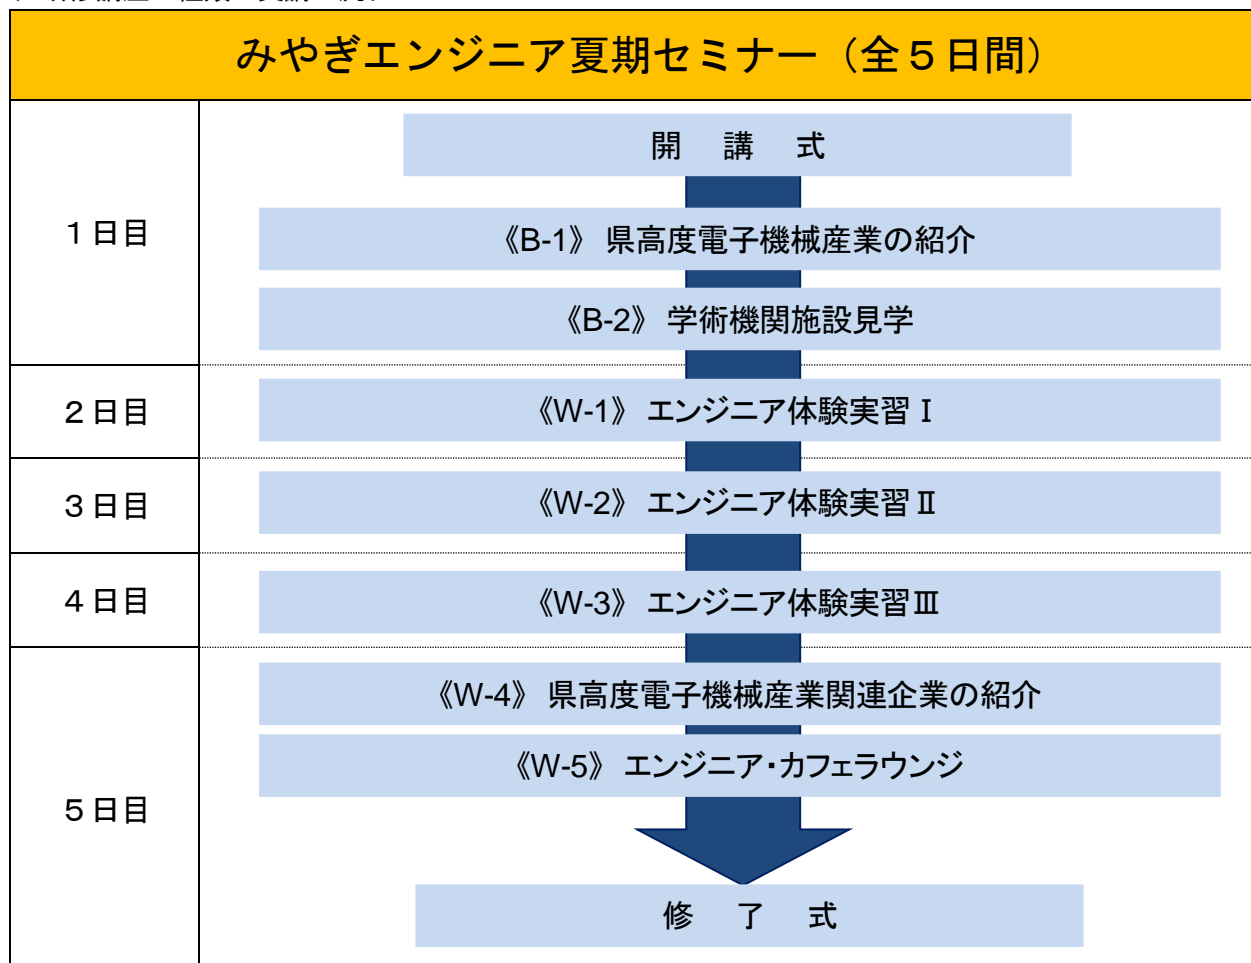 みやぎエンジニア夏期セミナー（全５日間）
１日目
開　講　式
《B-1》 県高度電子機械産業の紹介
《B-2》 学術機関施設見学
２日目
《W-1》 エンジニア体験実習Ⅰ
３日目
《W-2》 エンジニア体験実習Ⅱ
４日目
《W-3》 エンジニア体験実習Ⅲ
５日目
《W-4》 県高度電子機械産業関連企業の紹介
《W-5》 エンジニア・カフェラウンジ
修　了　式